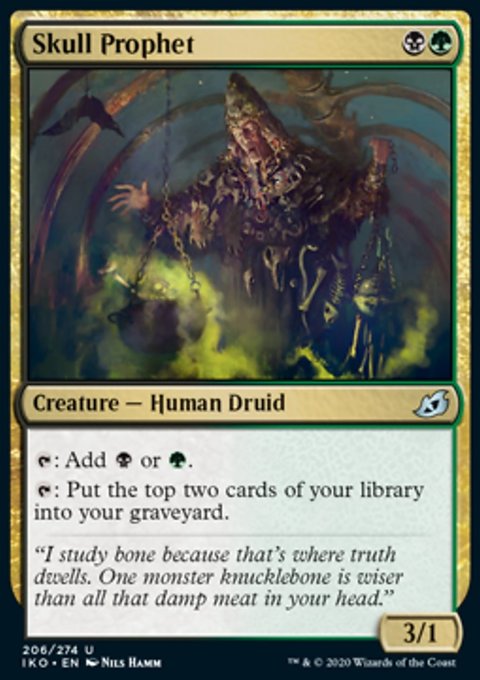 Skull Prophet
Creature — Human Druid
: Add or .
: Put the top two cards of your library
into your graveyard.
“I study bone because that’s where truth
dwells. One monster knucklebone is wiser
than all that damp meat in your head.”
3/1
206/274 U
IKO • EN Nils Hamm
™ & © 2020 Wizards of the Coast